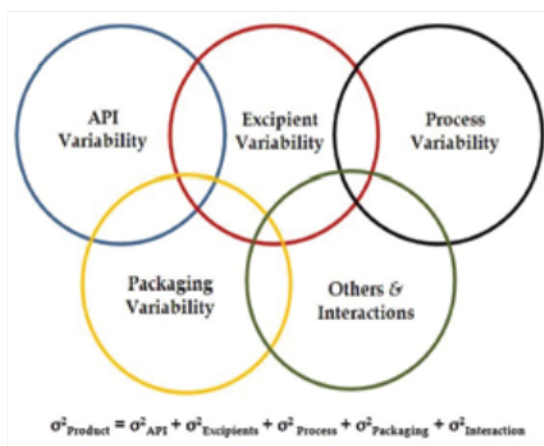 API
Variability
Excipient
Variability
Process
Variability
Packaging
Variability
Others &
Interactions
σ²Product = σ²API + σ²Excipients + σ²Process + σ²Packaging + σ²Interaction